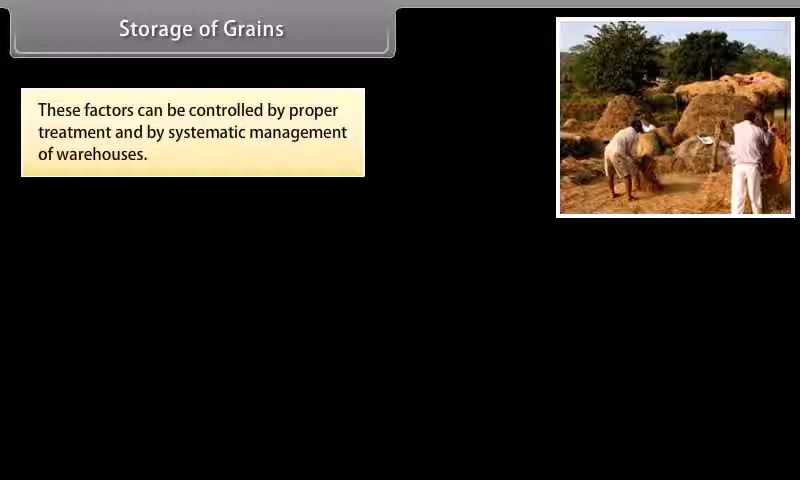 Storage of Grains
These factors can be controlled by proper
treatment and by systematic management
of warehouses.